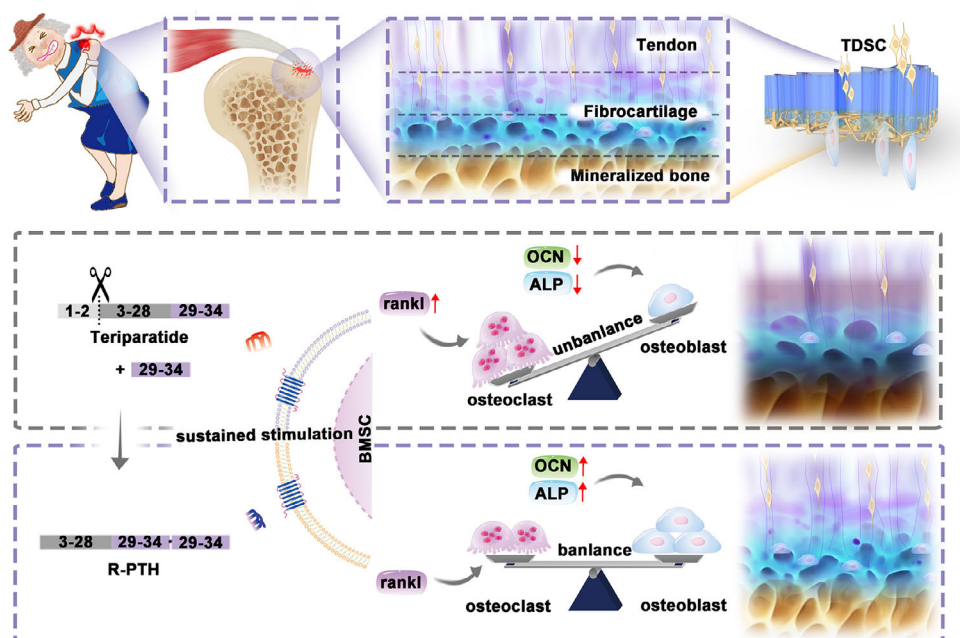 Tendon
Fibrocartilage
Mineralized bone
TDSC
1-2 3-28 29-34
Teriparatide
+ 29-34
sustained stimulation
BMSC
rankl
OCN
ALP
unbanlance
osteoclast
osteoblast
3-28 29-34 - 29-34
R-PTH
rankl
OCN
ALP
banlance
osteoclast
osteoblast